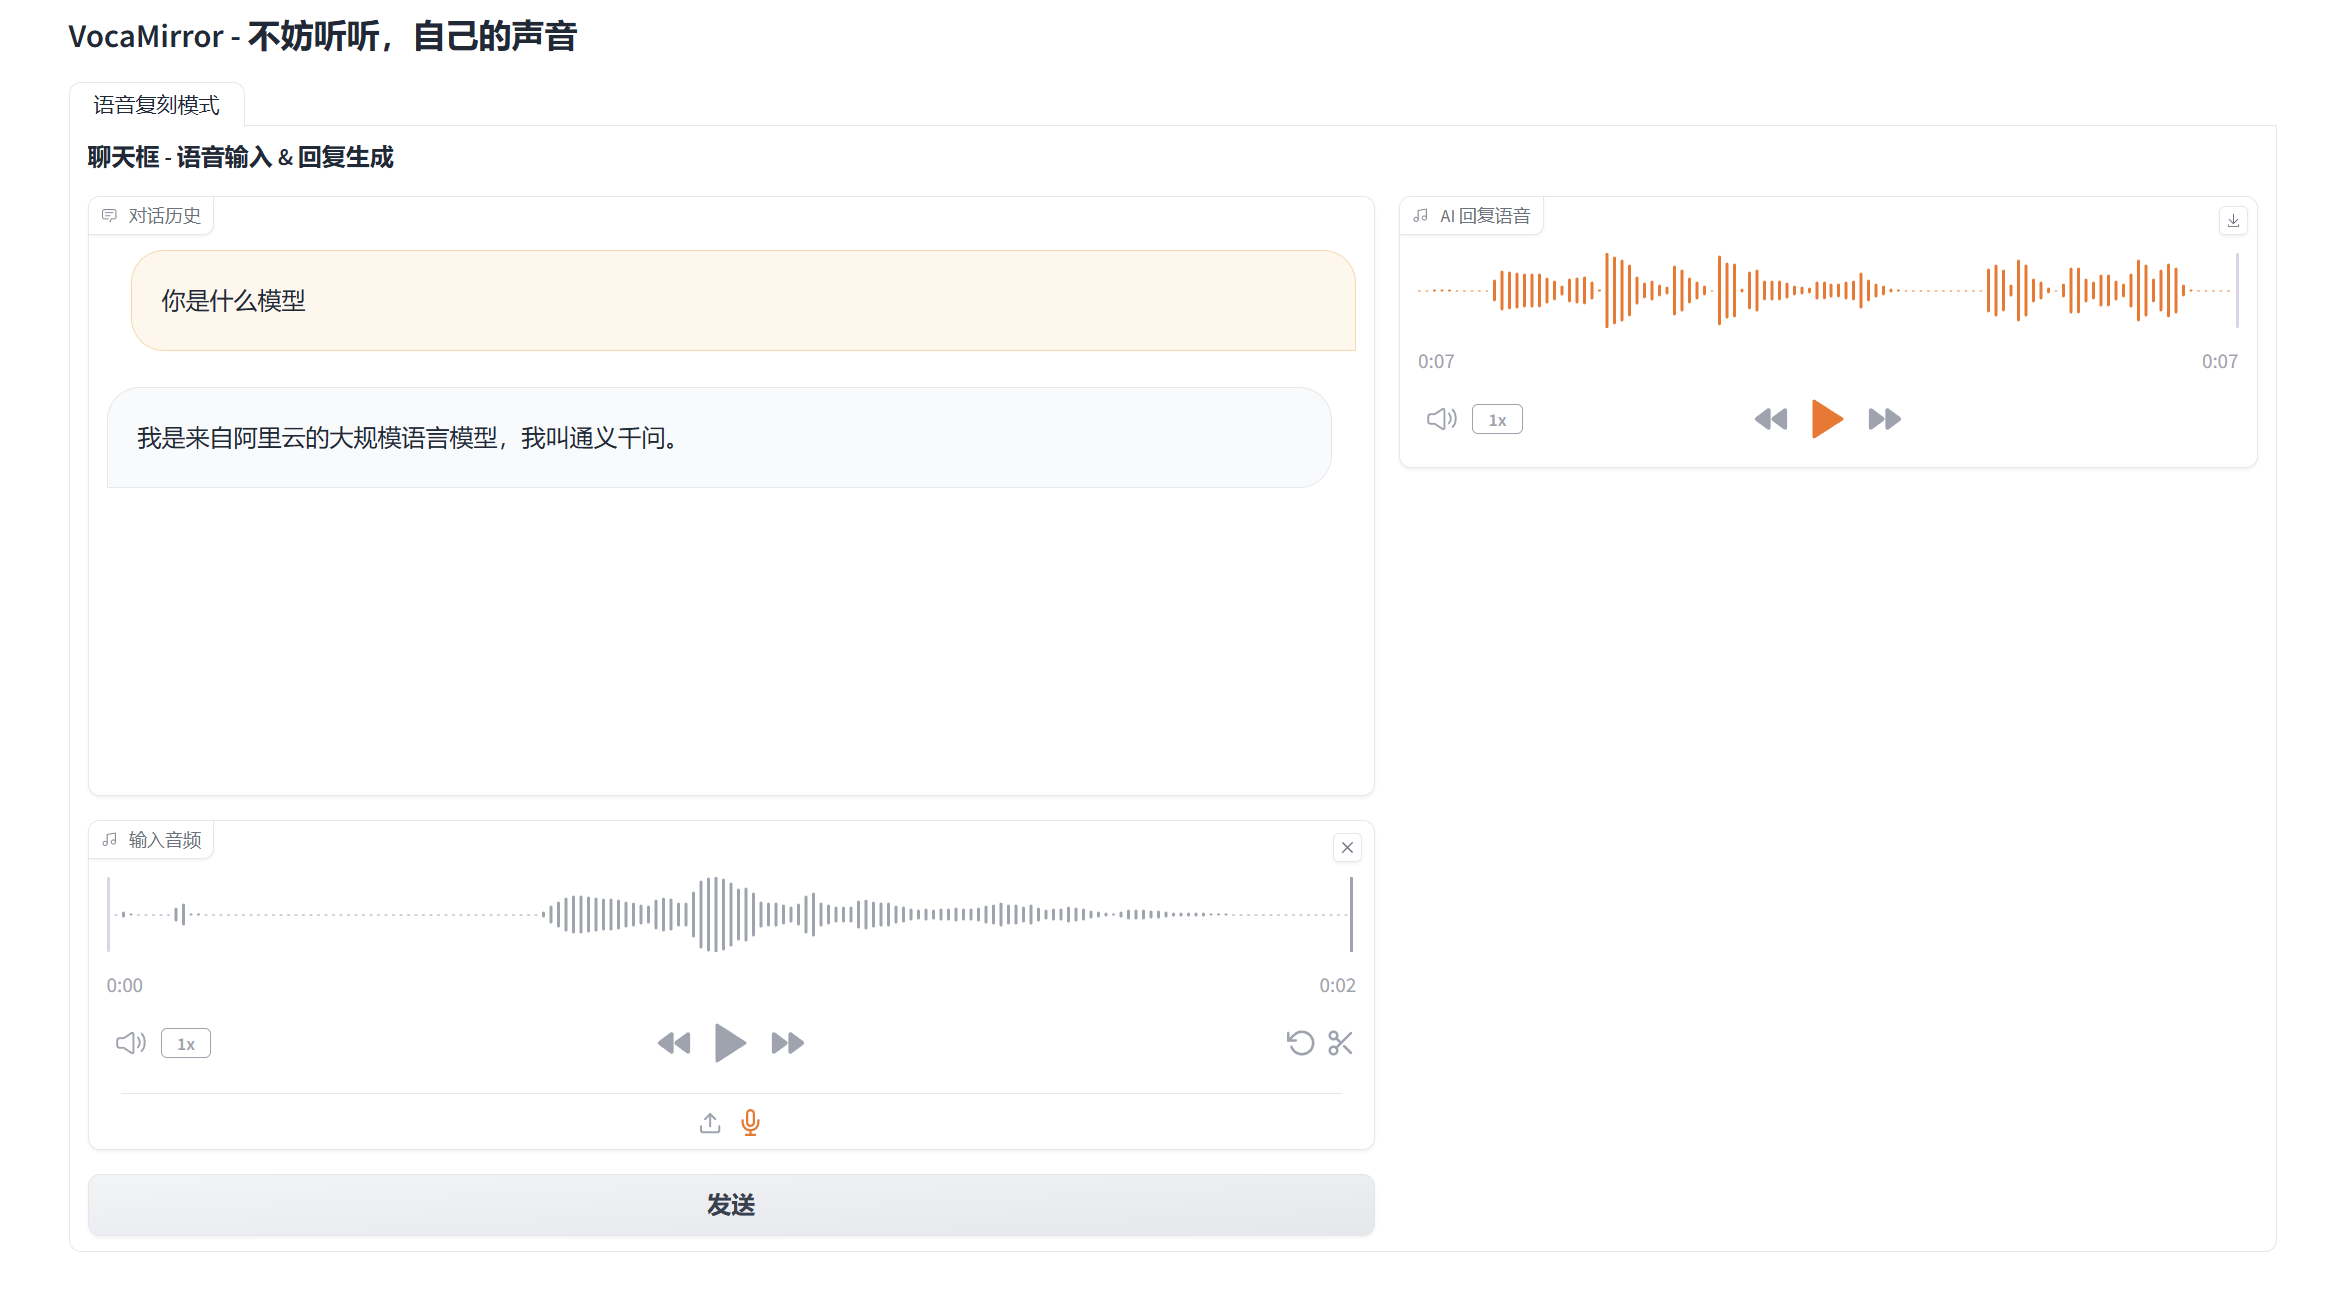 VocaMirror - 不妨听听，自己的声音
语音复刻模式
聊天框 - 语音输入 & 回复生成
对话历史
你是什么模型
我是来自阿里云的大规模语言模型，我叫通义千问。
AI 回复语音
0:07 0:07
1x
输入音频
0:00 0:02
1x
发送